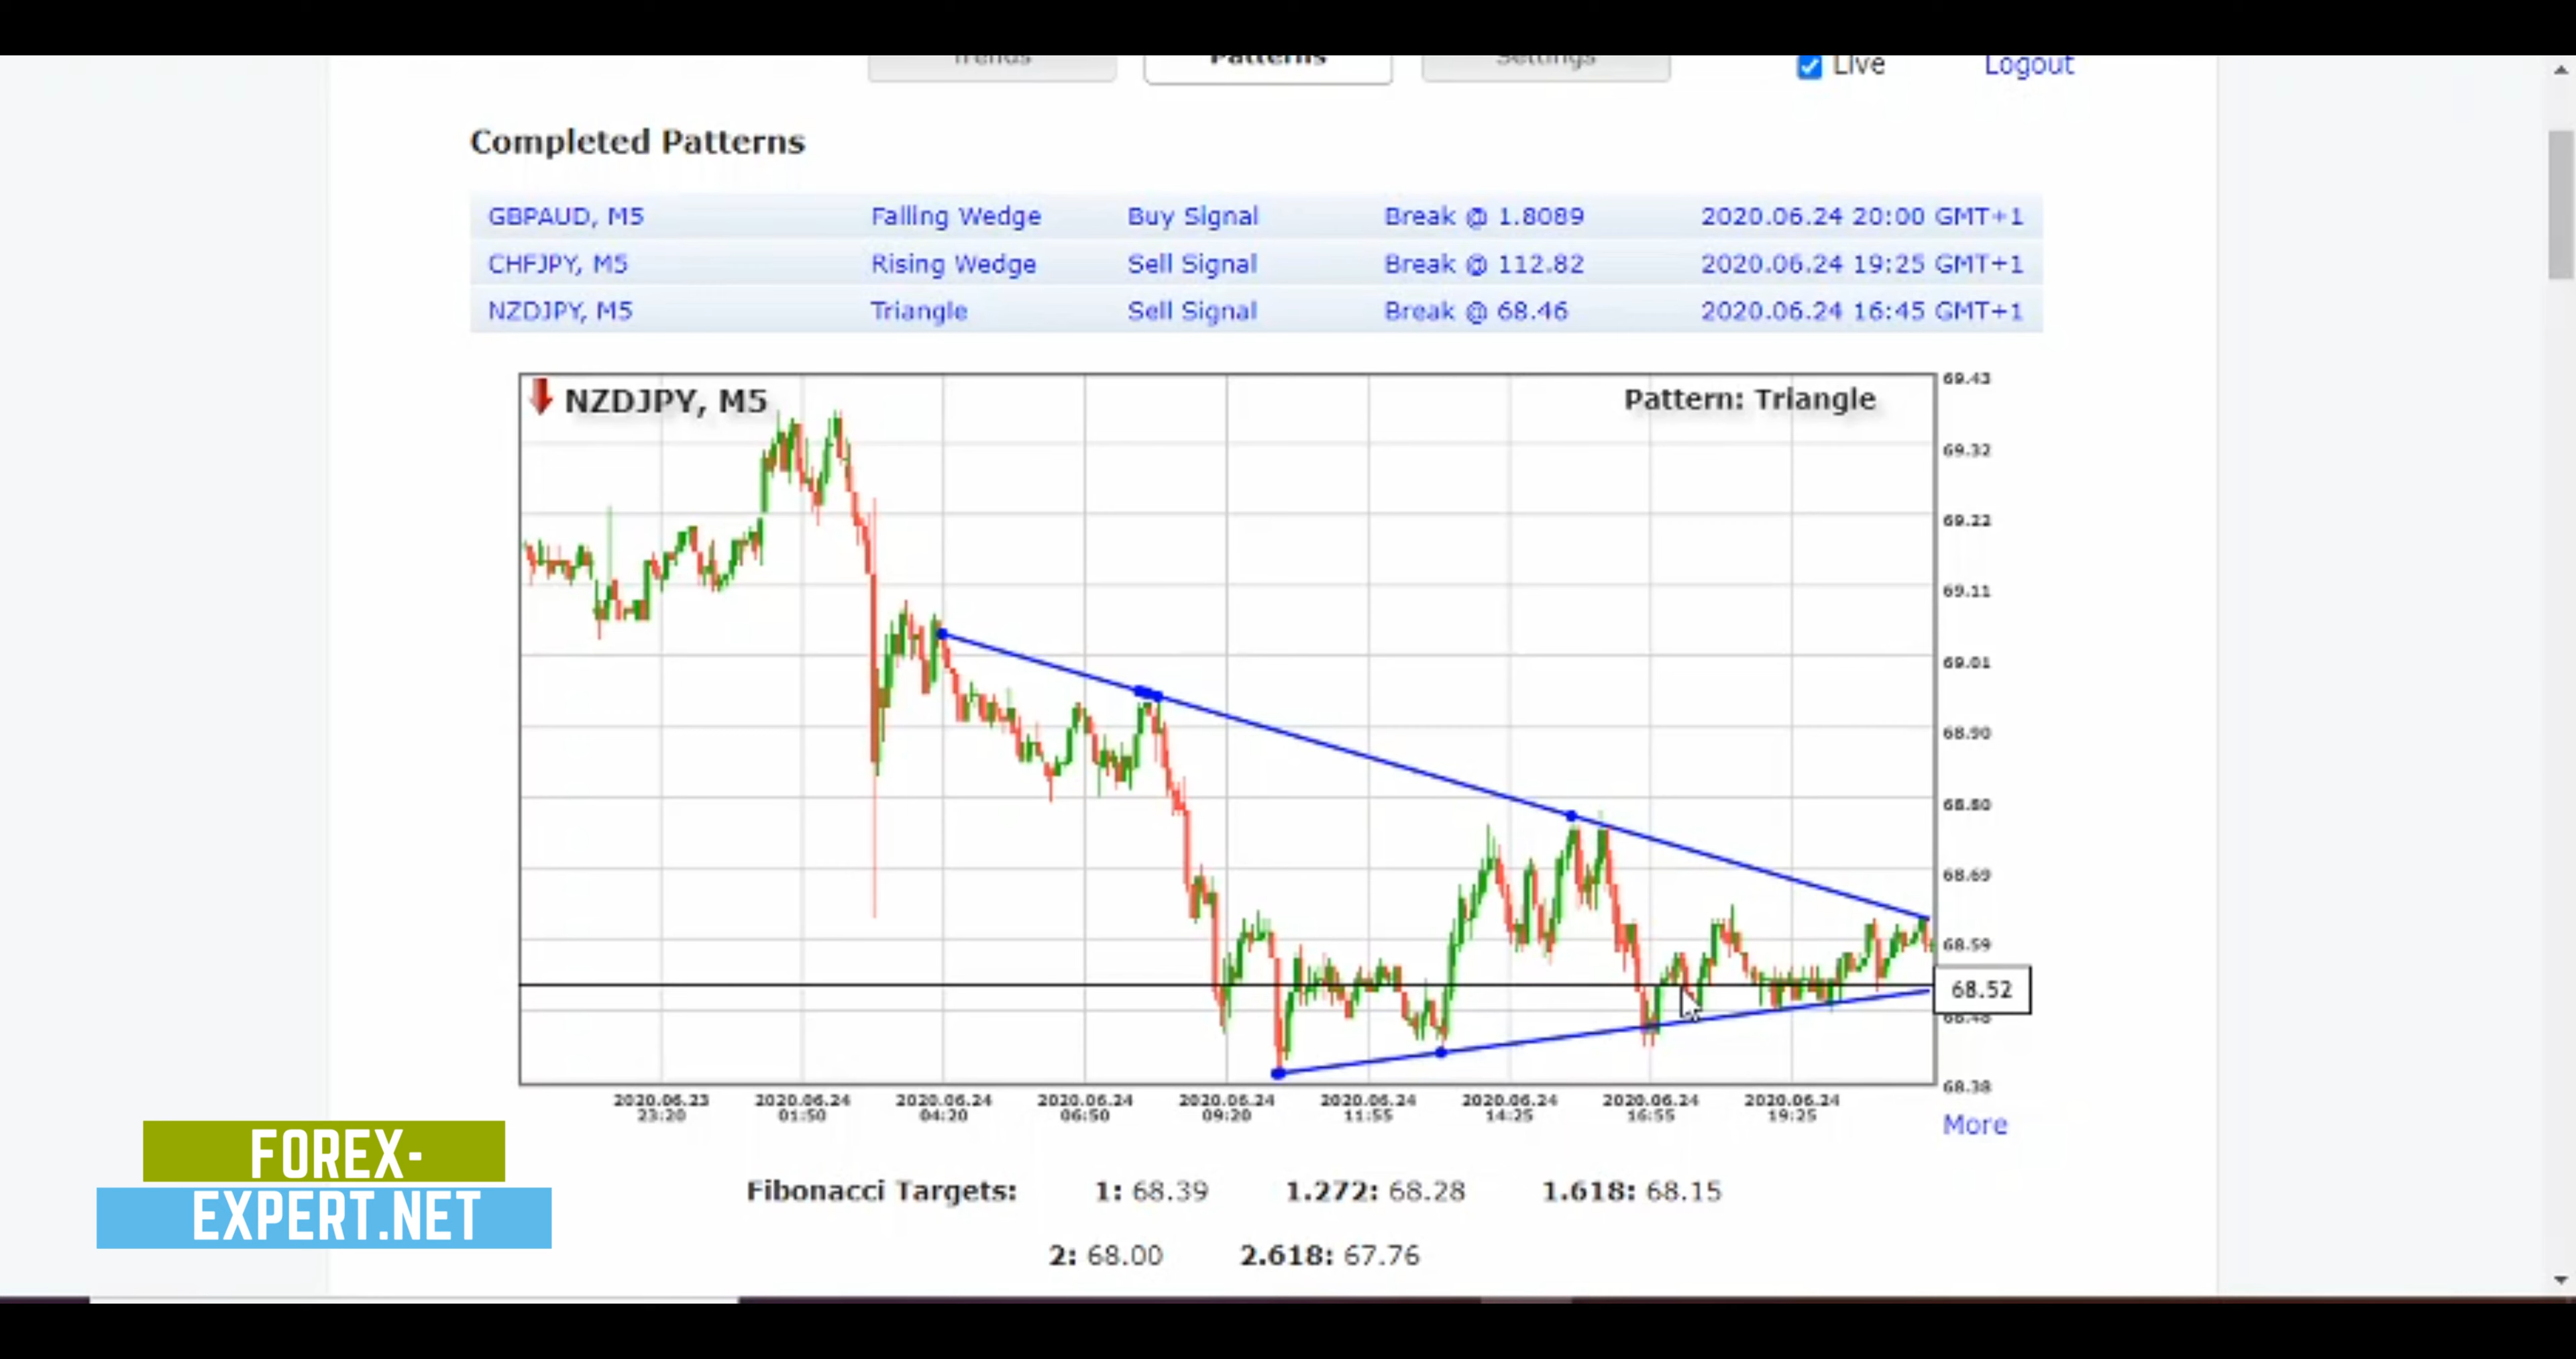 Trends Patterns Settings Live Logout
Completed Patterns
GBPAUD, M5 Falling Wedge Buy Signal Break @ 1.8089 2020.06.24 20:00 GMT+1
CHFJPY, M5 Rising Wedge Sell Signal Break @ 112.82 2020.06.24 19:25 GMT+1
NZDJPY, M5 Triangle Sell Signal Break @ 68.46 2020.06.24 16:45 GMT+1
NZDJPY, M5 Pattern: Triangle
69.43
69.32
69.22
69.11
69.01
68.90
68.80
68.69
68.59
68.52
68.48
68.38
2020.06.23 2020.06.24 2020.06.24 2020.06.24 2020.06.24 2020.06.24 2020.06.24 2020.06.24 2020.06.24
23:20 01:50 04:20 06:50 09:20 11:55 14:25 16:55 19:25
More
Fibonacci Targets: 1: 68.39 1.272: 68.28 1.618: 68.15
2: 68.00 2.618: 67.76
FOREX-
EXPERT.NET